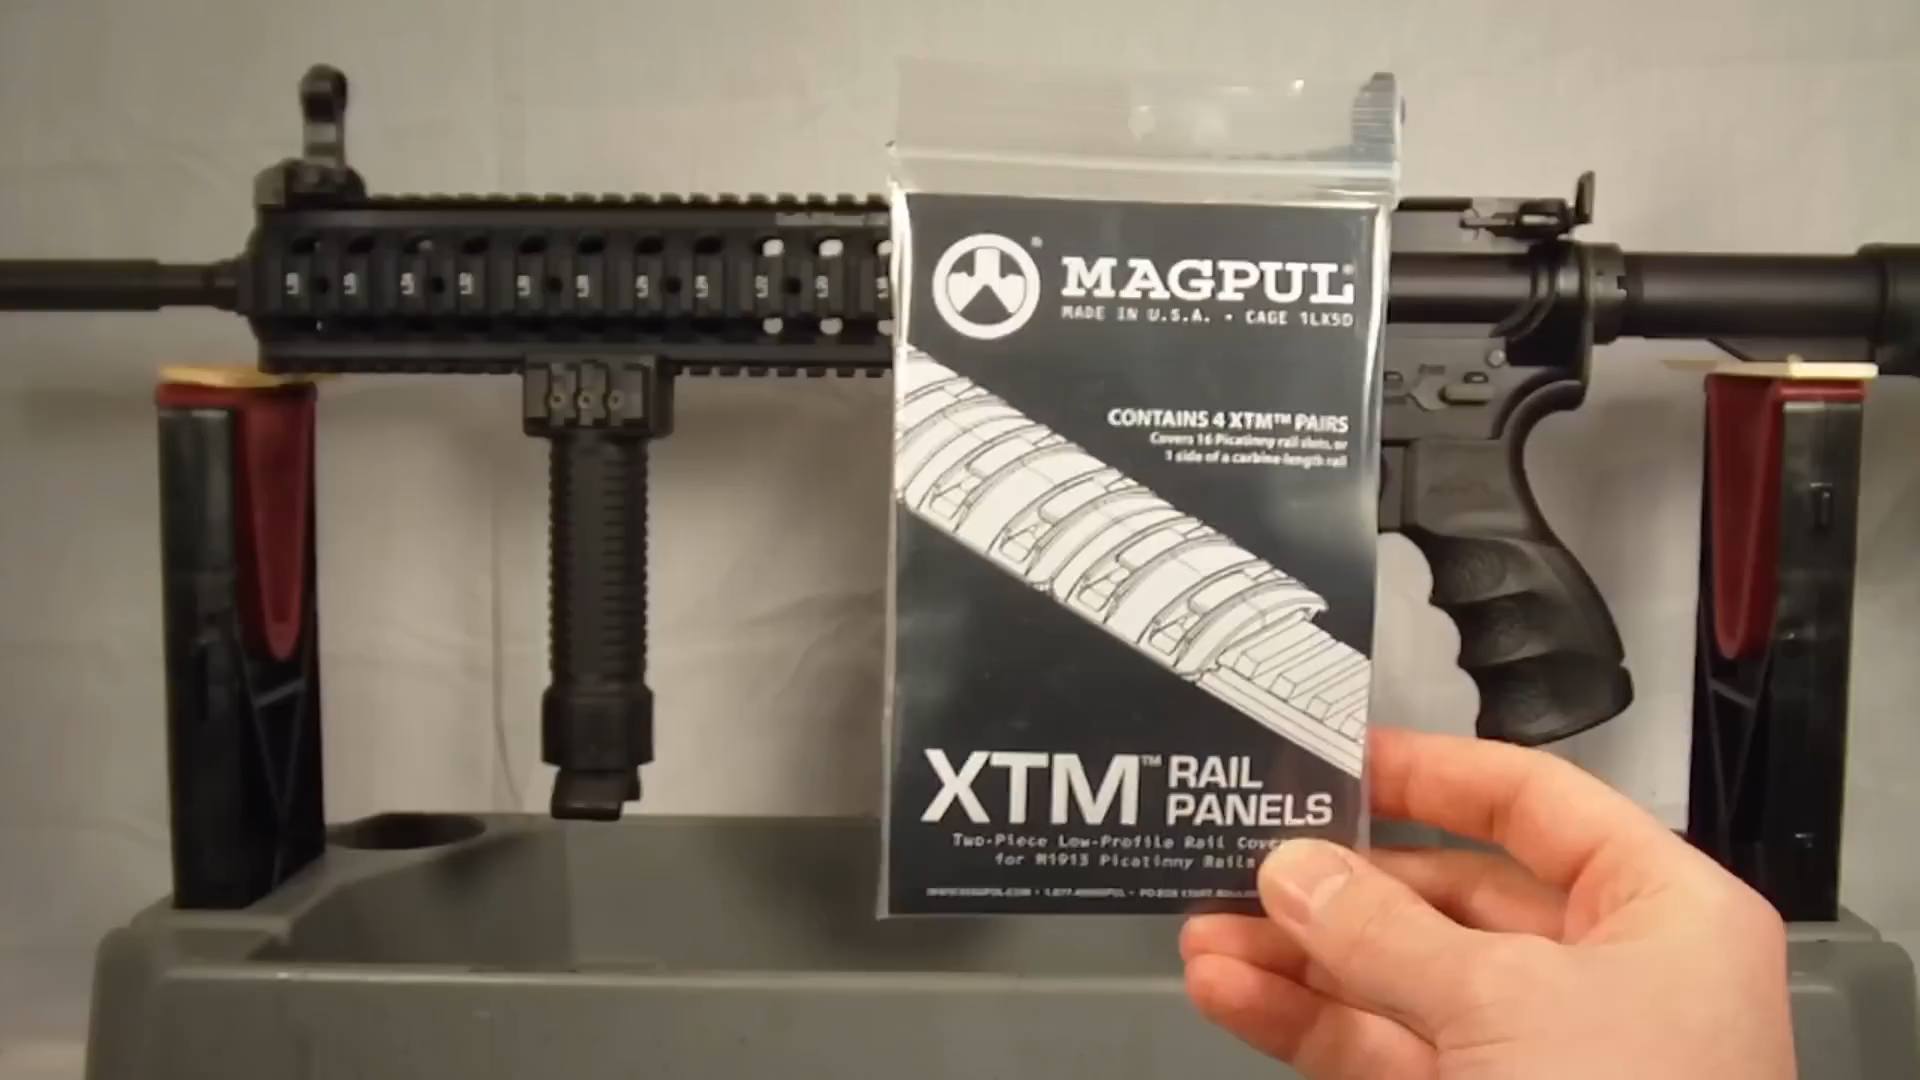 MAGPUL
MADE IN U.S.A. - CAGE 1LX5D
CONTAINS 4 XTM™ PAIRS
Covers 16 Picatinny rail slots, or
1 side of a carbine-length rail
XTM™ RAIL
PANELS
Two-Piece Low-Profile Rail
for M1913 Picatinny Rails